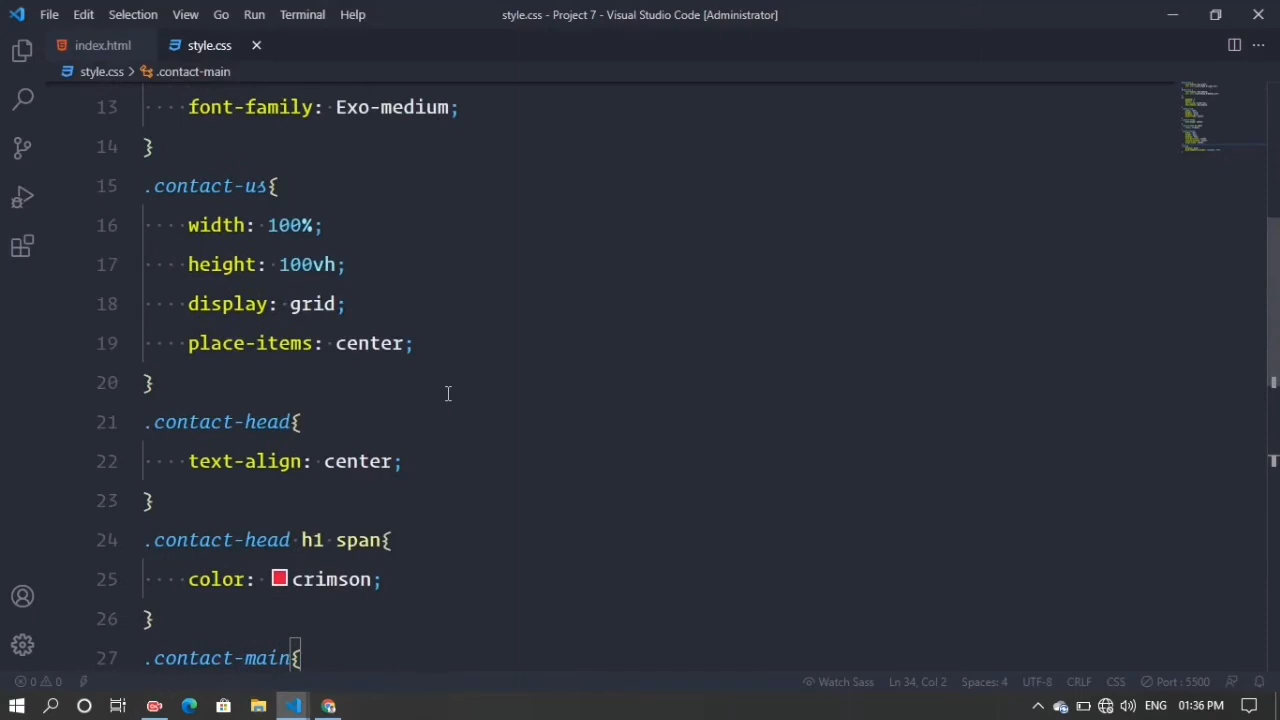 File Edit Selection View Go Run Terminal Help style.css - Project 7 - Visual Studio Code [Administrator]
index.html style.css
style.css > .contact-main
13 font-family: Exo-medium;
14 }
15 .contact-us{
16 width: 100%;
17 height: 100vh;
18 display: grid;
19 place-items: center;
20 }
21 .contact-head{
22 text-align: center;
23 }
24 .contact-head h1 span{
25 color: crimson;
26 }
27 .contact-main{
0 0 Watch Sass Ln 34, Col 2 Spaces: 4 UTF-8 CRLF CSS Port : 5500
ENG 01:36 PM